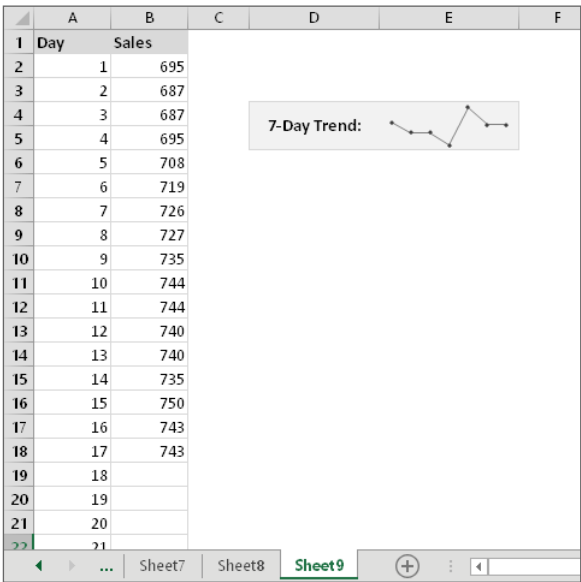 A B C D E F
1 Day Sales
2 1 695
3 2 687
4 3 687 7-Day Trend:
5 4 695
6 5 708
7 6 719
8 7 726
9 8 727
10 9 735
11 10 744
12 11 744
13 12 740
14 13 740
15 14 735
16 15 750
17 16 743
18 17 743
19 18
20 19
21 20
22 21
... Sheet7 Sheet8 Sheet9